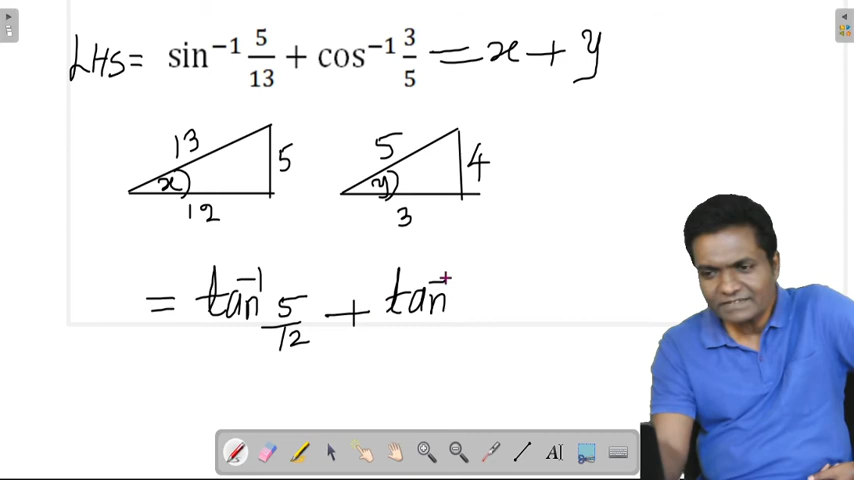 LHS = sin⁻¹ 5/13 + cos⁻¹ 3/5 = x + y
13 5 x 12
5 4 y 3
= tan⁻¹ 5/12 + tan⁻